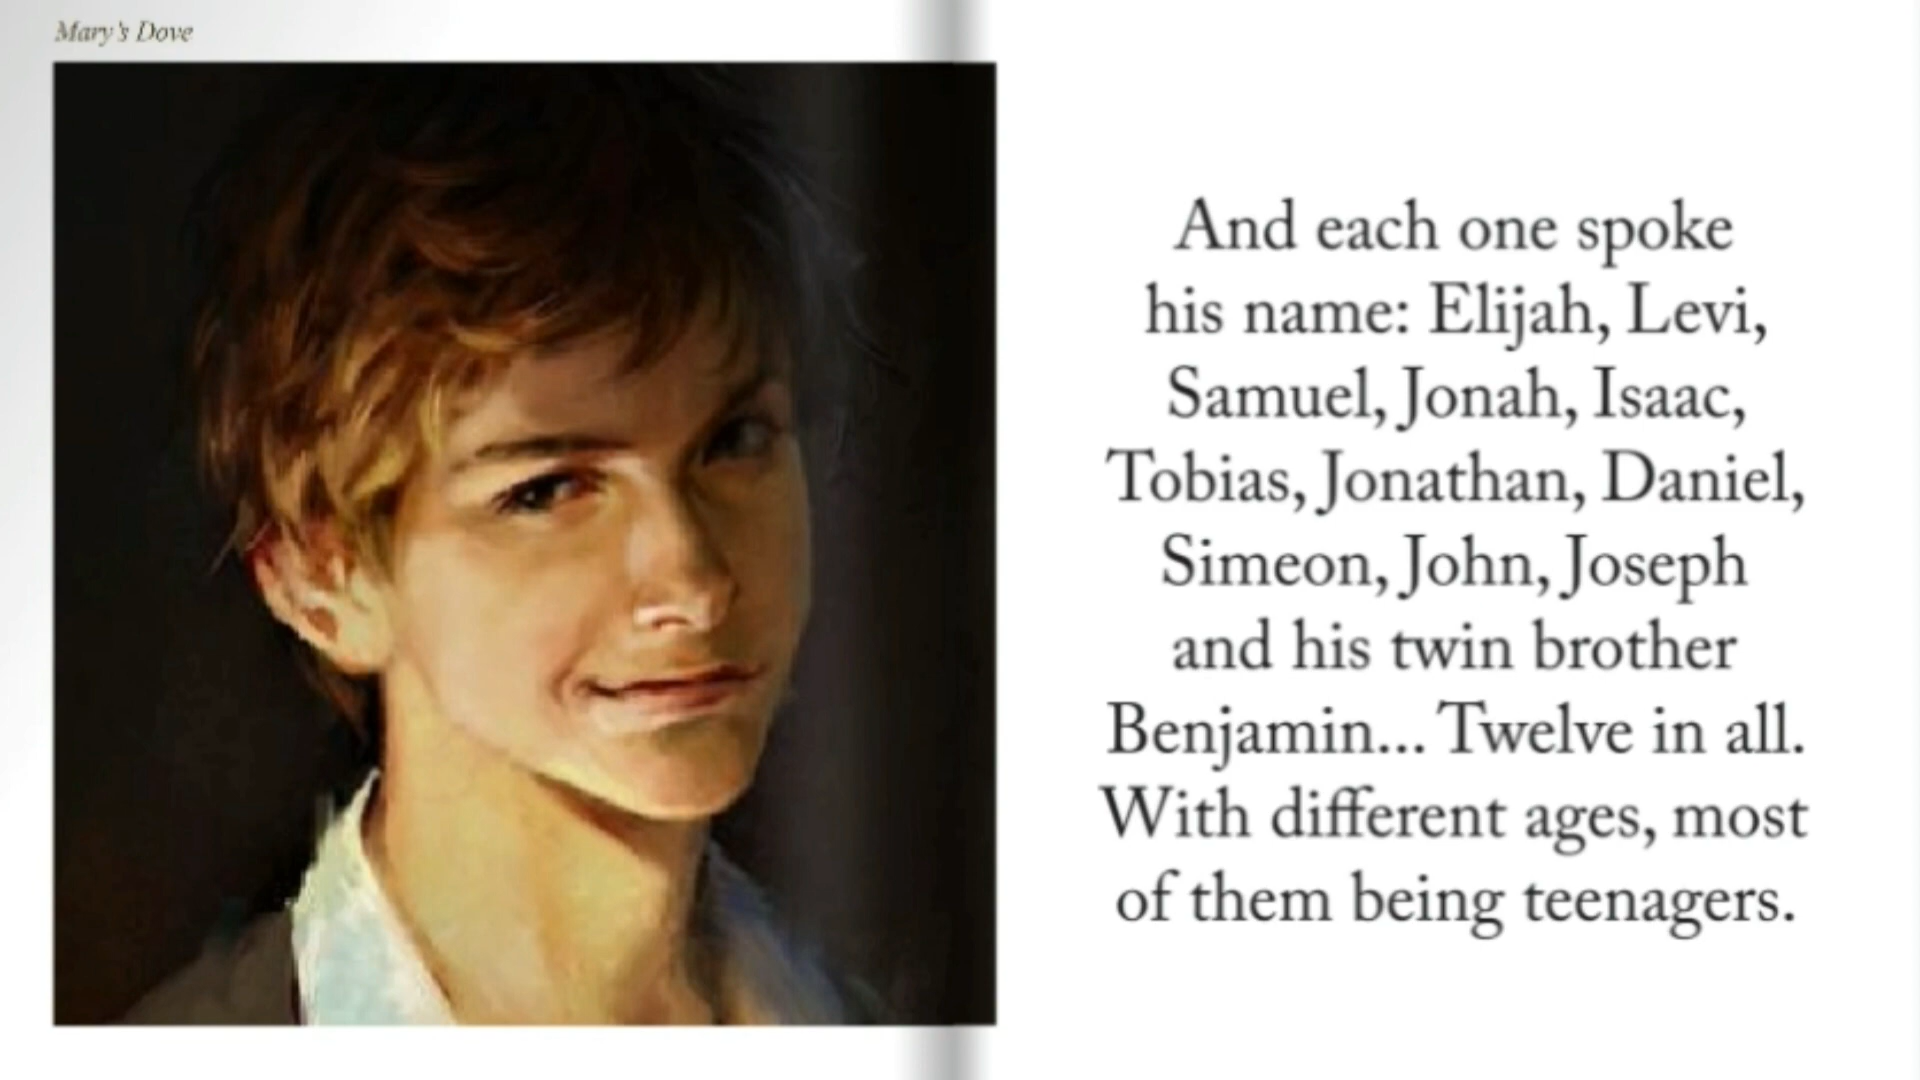 Mary's Dove
And each one spoke
his name: Elijah, Levi,
Samuel, Jonah, Isaac,
Tobias, Jonathan, Daniel,
Simeon, John, Joseph
and his twin brother
Benjamin... Twelve in all.
With different ages, most
of them being teenagers.